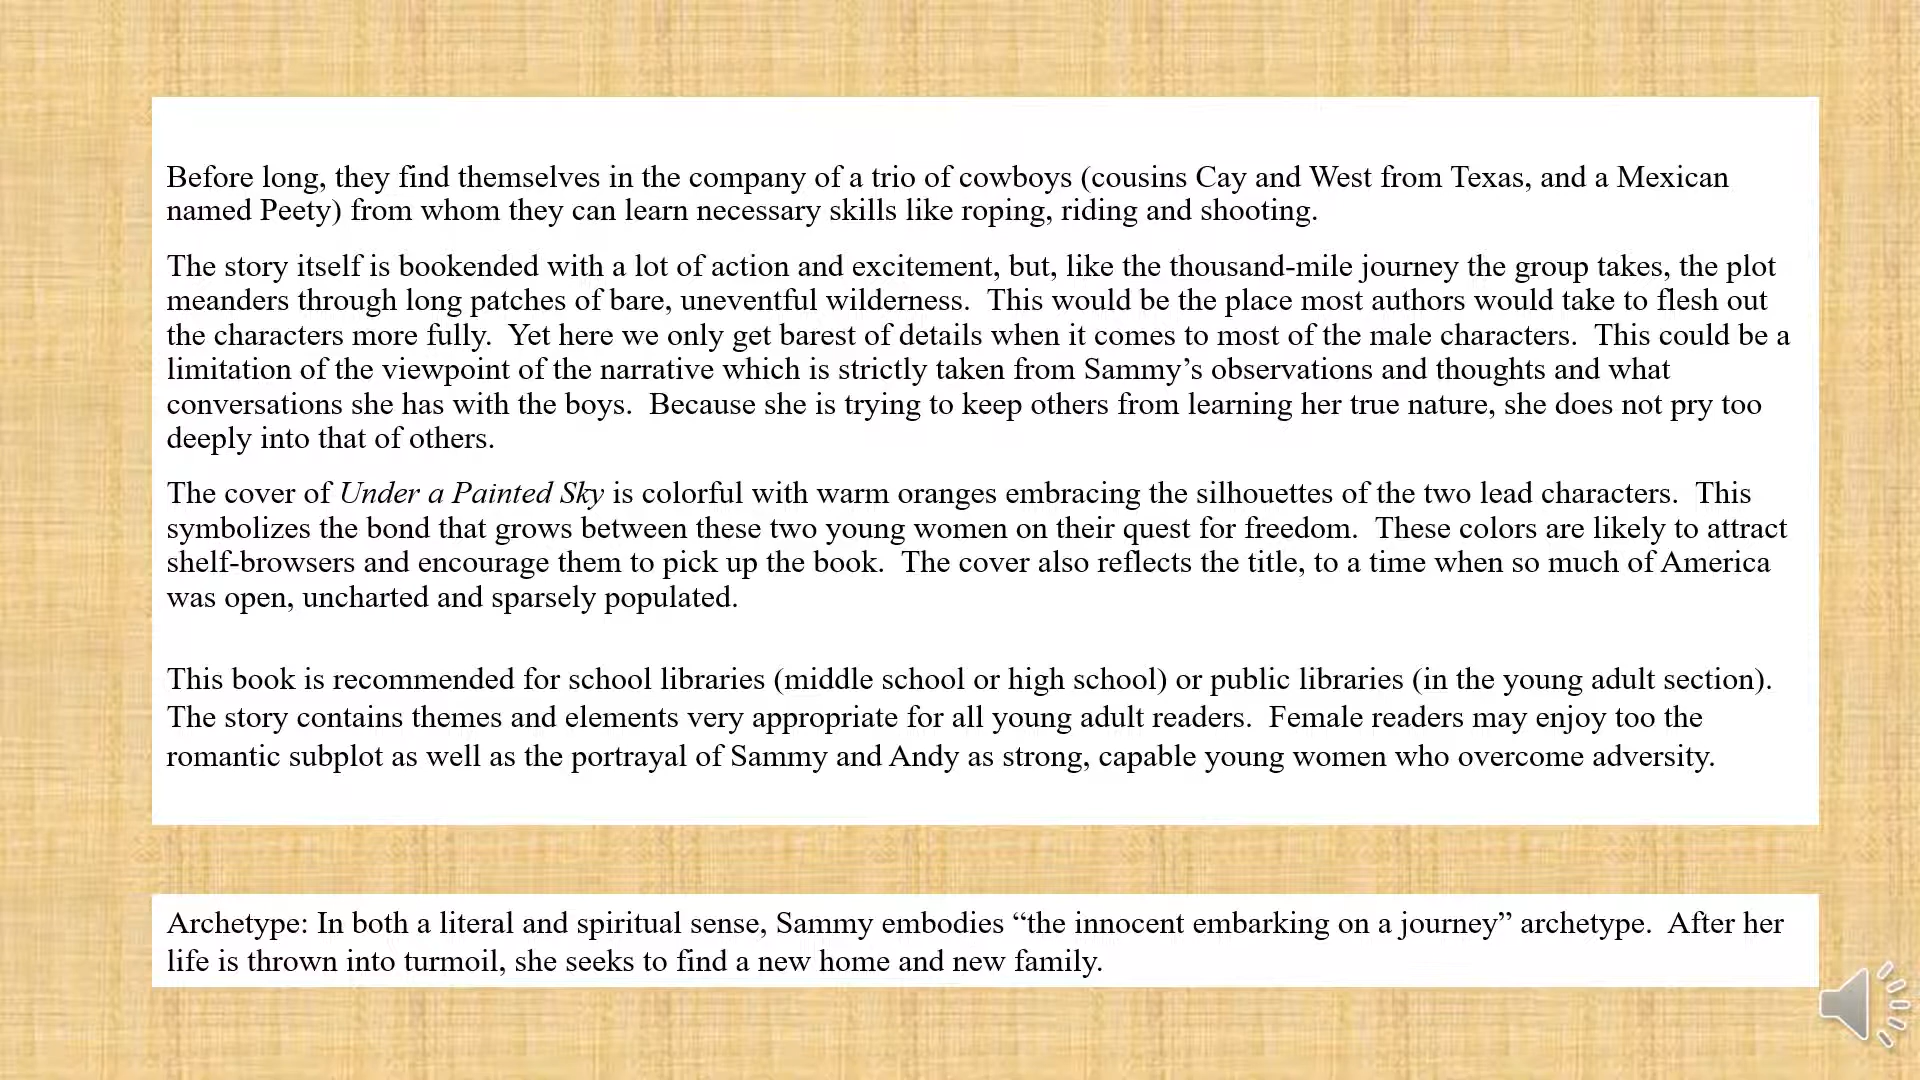 Before long, they find themselves in the company of a trio of cowboys (cousins Cay and West from Texas, and a Mexican
named Peety) from whom they can learn necessary skills like roping, riding and shooting.
The story itself is bookended with a lot of action and excitement, but, like the thousand-mile journey the group takes, the plot
meanders through long patches of bare, uneventful wilderness.  This would be the place most authors would take to flesh out
the characters more fully.  Yet here we only get barest of details when it comes to most of the male characters.  This could be a
limitation of the viewpoint of the narrative which is strictly taken from Sammy’s observations and thoughts and what
conversations she has with the boys.  Because she is trying to keep others from learning her true nature, she does not pry too
deeply into that of others.
The cover of Under a Painted Sky is colorful with warm oranges embracing the silhouettes of the two lead characters.  This
symbolizes the bond that grows between these two young women on their quest for freedom.  These colors are likely to attract
shelf-browsers and encourage them to pick up the book.  The cover also reflects the title, to a time when so much of America
was open, uncharted and sparsely populated.
This book is recommended for school libraries (middle school or high school) or public libraries (in the young adult section).
The story contains themes and elements very appropriate for all young adult readers.  Female readers may enjoy too the
romantic subplot as well as the portrayal of Sammy and Andy as strong, capable young women who overcome adversity.
Archetype: In both a literal and spiritual sense, Sammy embodies “the innocent embarking on a journey” archetype.  After her
life is thrown into turmoil, she seeks to find a new home and new family.